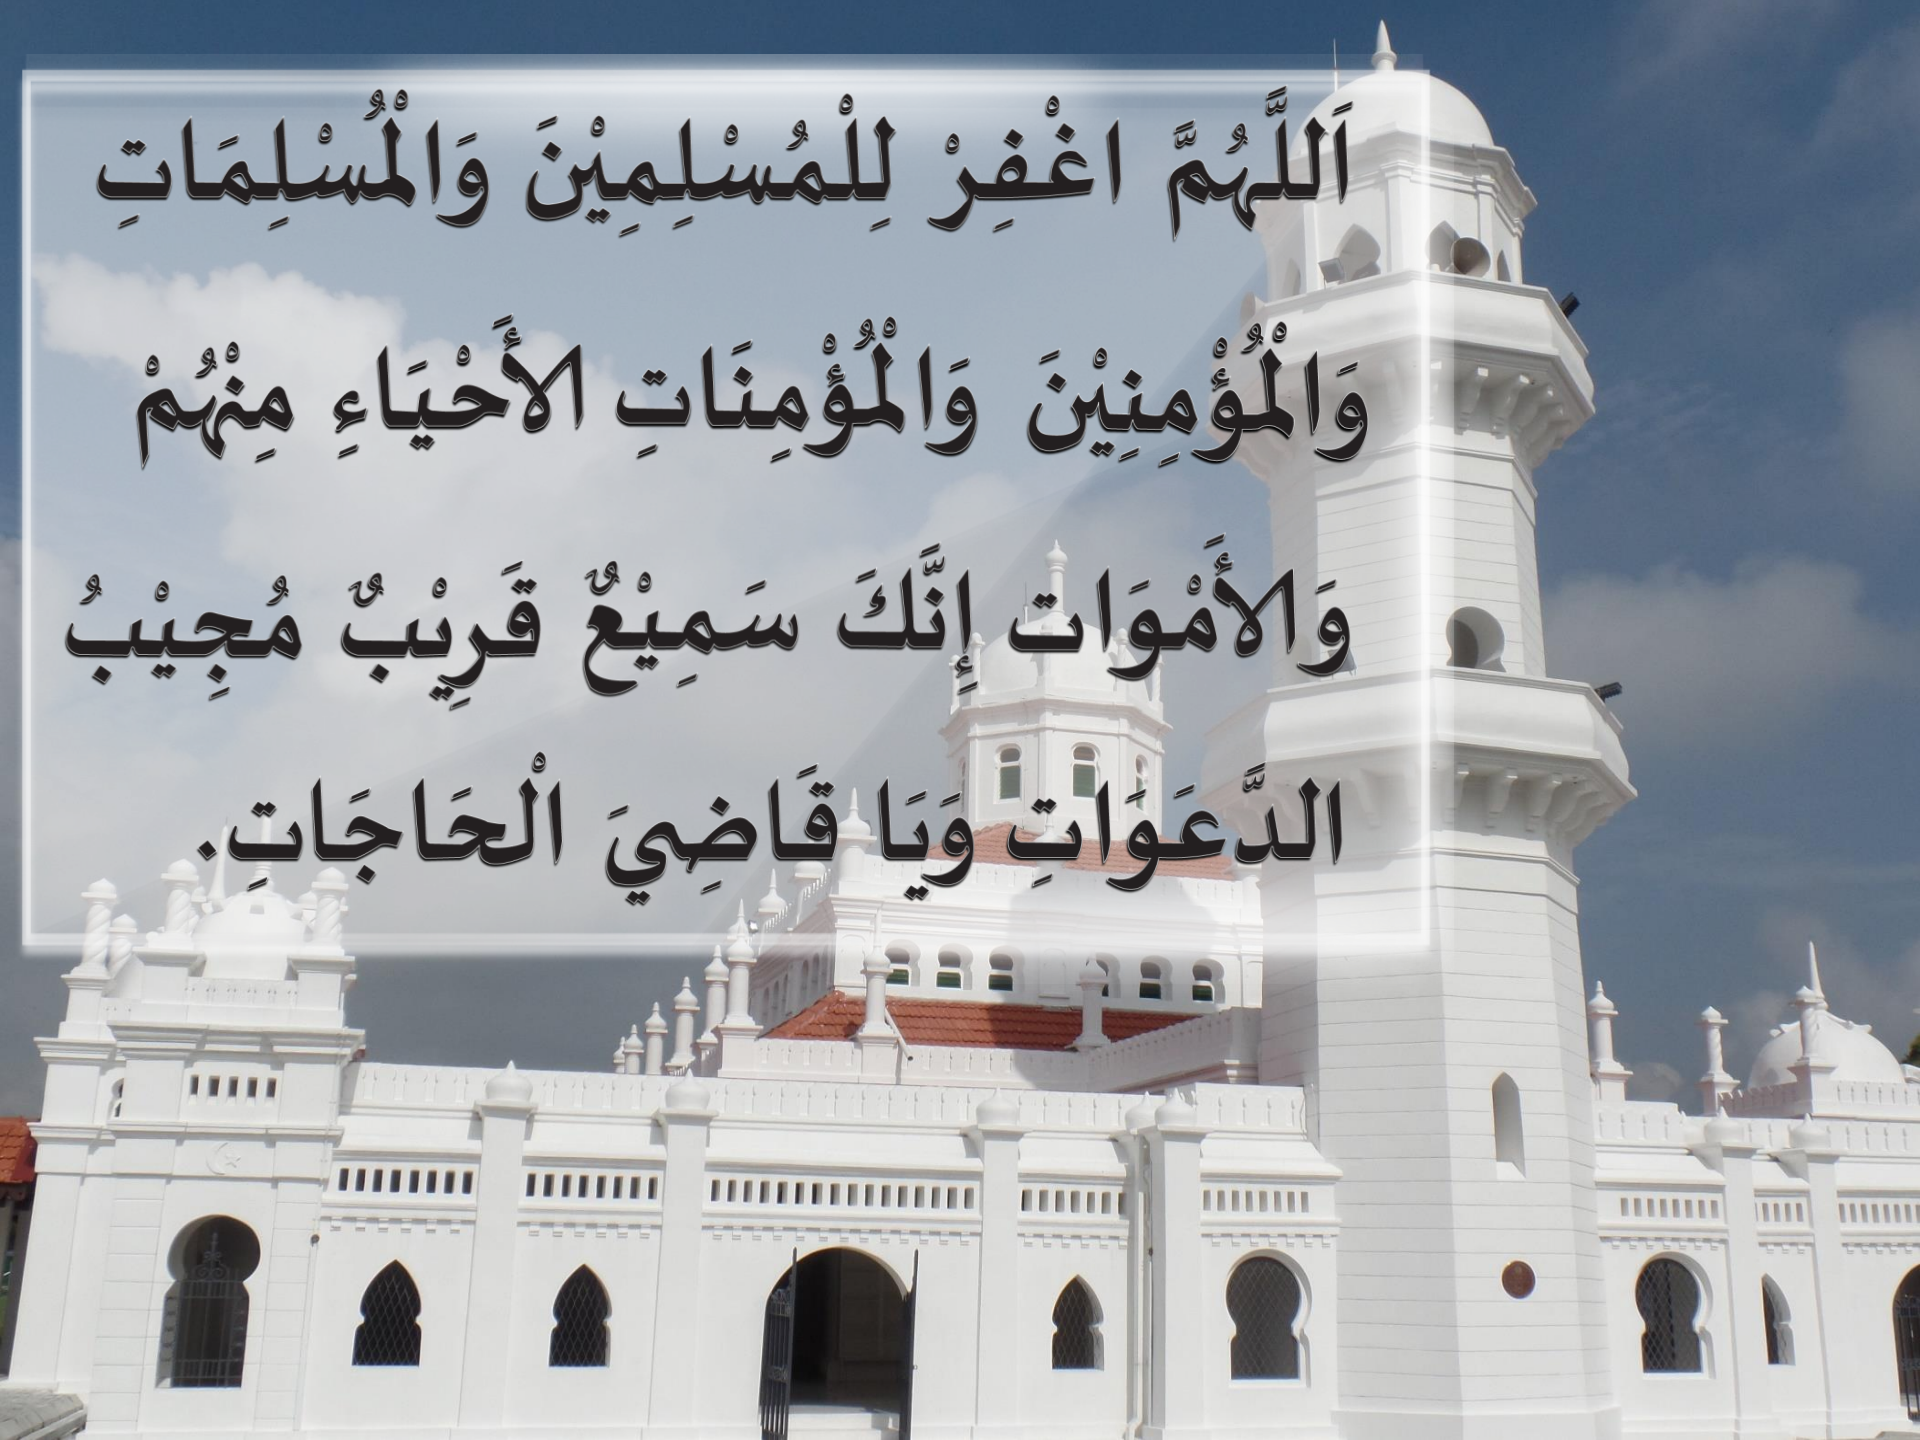 اَللَّهُمَّ اغْفِرْ لِلْمُسْلِمِيْنَ وَالْمُسْلِمَاتِ
وَالْمُؤْمِنِيْنَ وَالْمُؤْمِنَاتِ الأَحْيَاءِ مِنْهُمْ
وَالأَمْوَات إِنَّكَ سَمِيْعٌ قَرِيْبٌ مُجِيْبُ
الدَّعَوَاتِ وَيَا قَاضِيَ الْحَاجَاتِ.